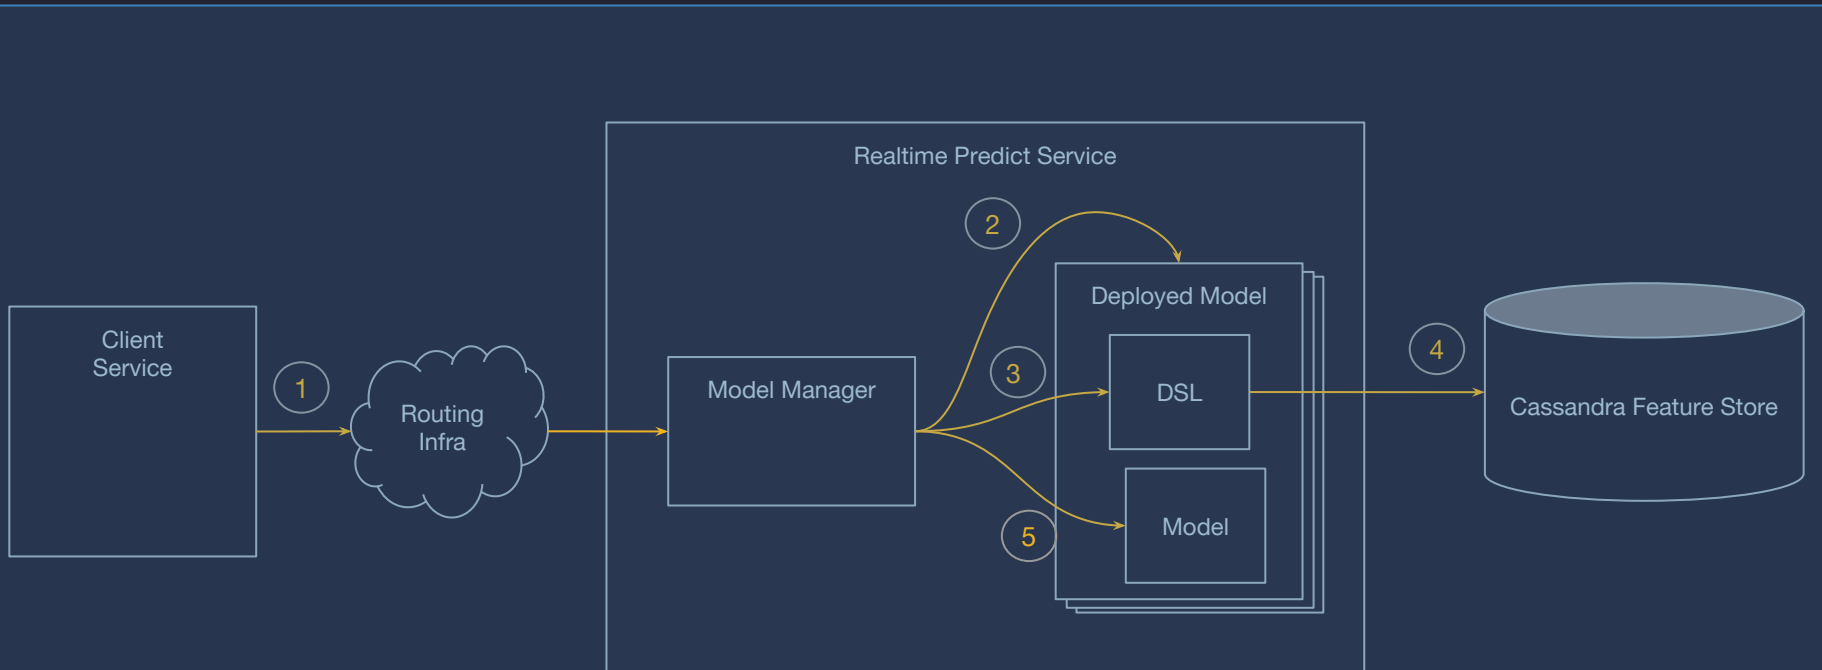 Realtime Predict Service
2
Deployed Model
Client
Service
1
Routing
Infra
Model Manager
3
DSL
4
Cassandra Feature Store
5
Model